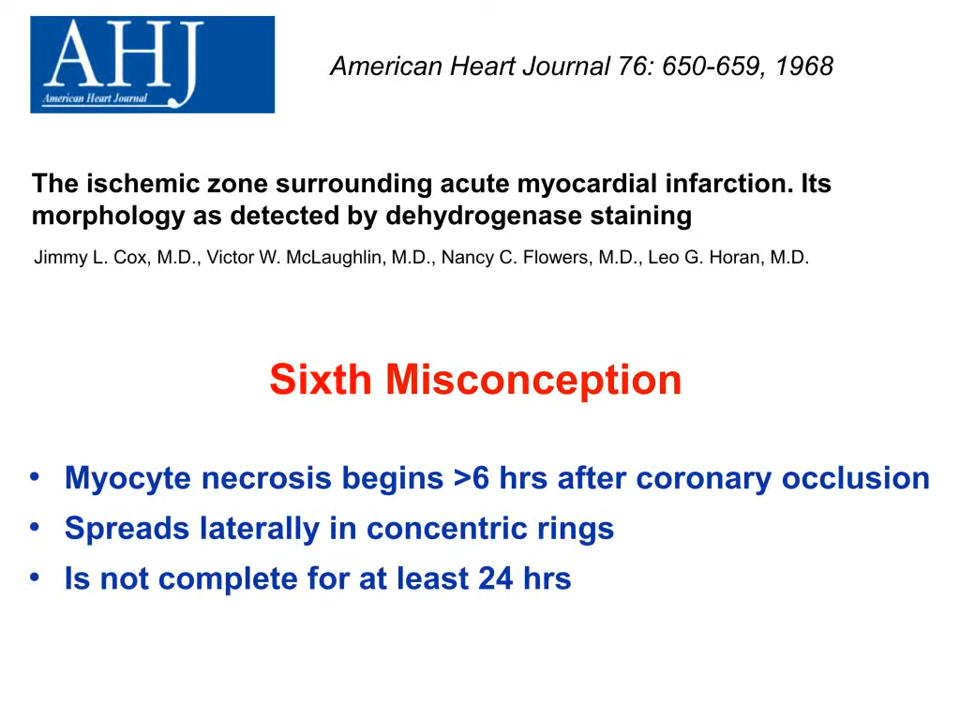 AHJ
American Heart Journal
American Heart Journal 76: 650-659, 1968
The ischemic zone surrounding acute myocardial infarction. Its
morphology as detected by dehydrogenase staining
Jimmy L. Cox, M.D., Victor W. McLaughlin, M.D., Nancy C. Flowers, M.D., Leo G. Horan, M.D.
Sixth Misconception
• Myocyte necrosis begins >6 hrs after coronary occlusion
• Spreads laterally in concentric rings
• Is not complete for at least 24 hrs